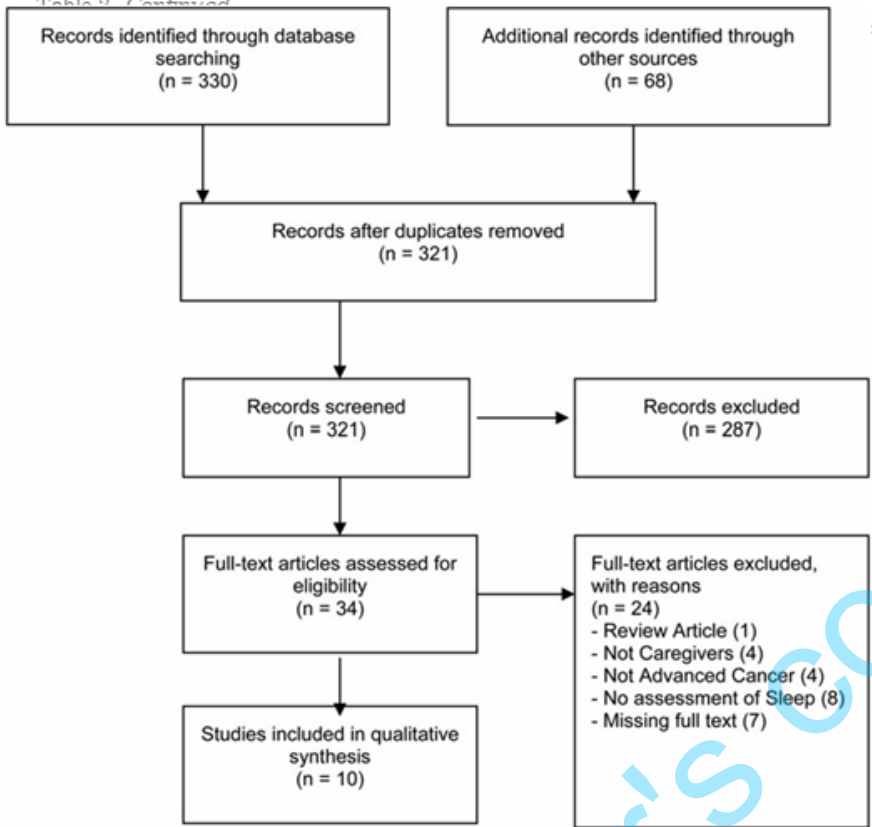 Records identified through database
searching
(n = 330)
Additional records identified through
other sources
(n = 68)
Records after duplicates removed
(n = 321)
Records screened
(n = 321)
Records excluded
(n = 287)
Full-text articles assessed for
eligibility
(n = 34)
Full-text articles excluded,
with reasons
(n = 24)
- Review Article (1)
- Not Caregivers (4)
- Not Advanced Cancer (4)
- No assessment of Sleep (8)
- Missing full text (7)
Studies included in qualitative
synthesis
(n = 10)